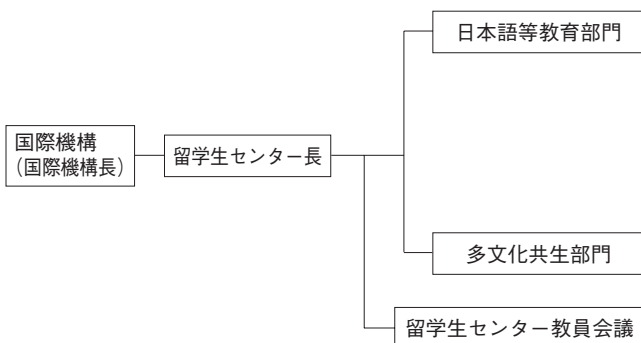 日本語等教育部門
国際機構
（国際機構長）
留学生センター長
多文化共生部門
留学生センター教員会議